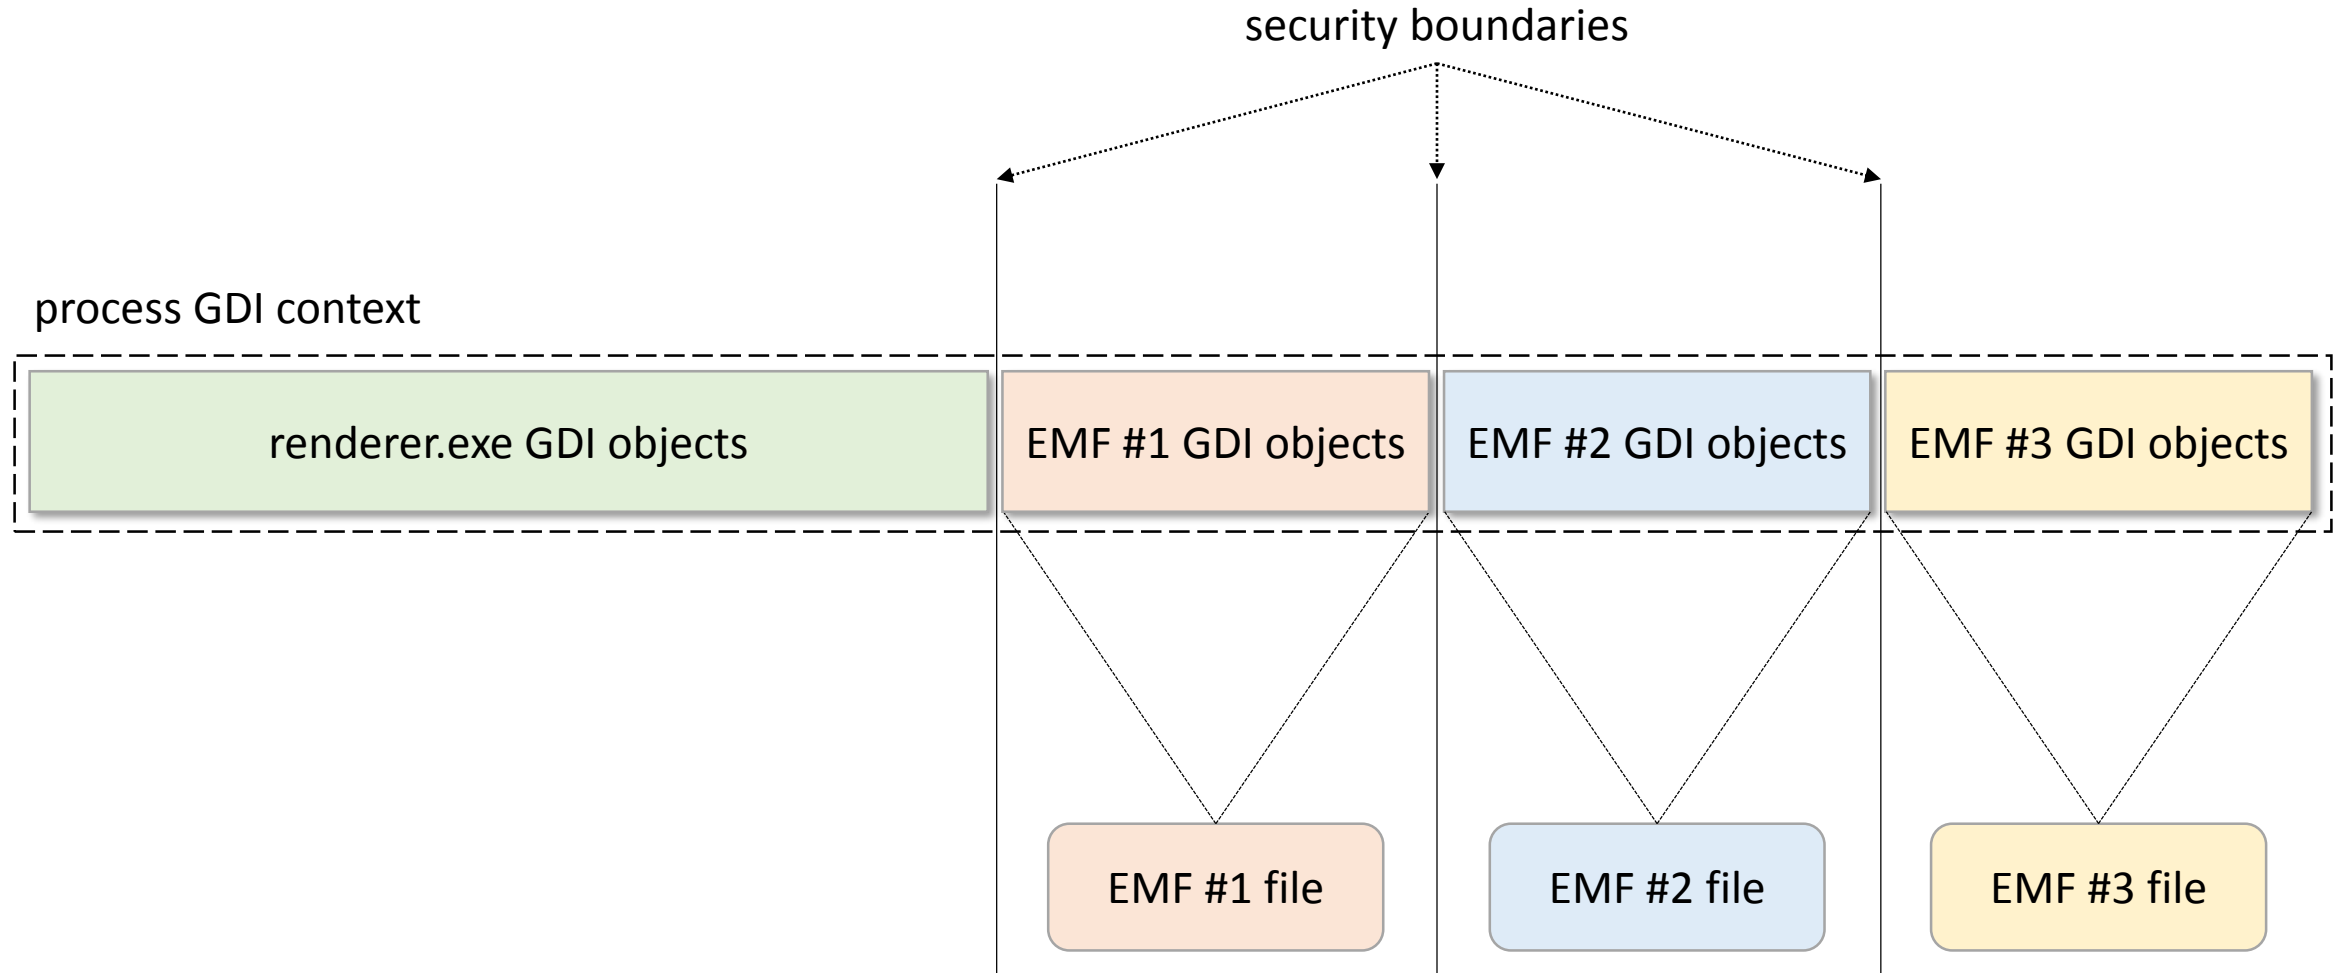 security boundaries
process GDI context
renderer.exe GDI objects
EMF #1 GDI objects
EMF #2 GDI objects
EMF #3 GDI objects
EMF #1 file
EMF #2 file
EMF #3 file